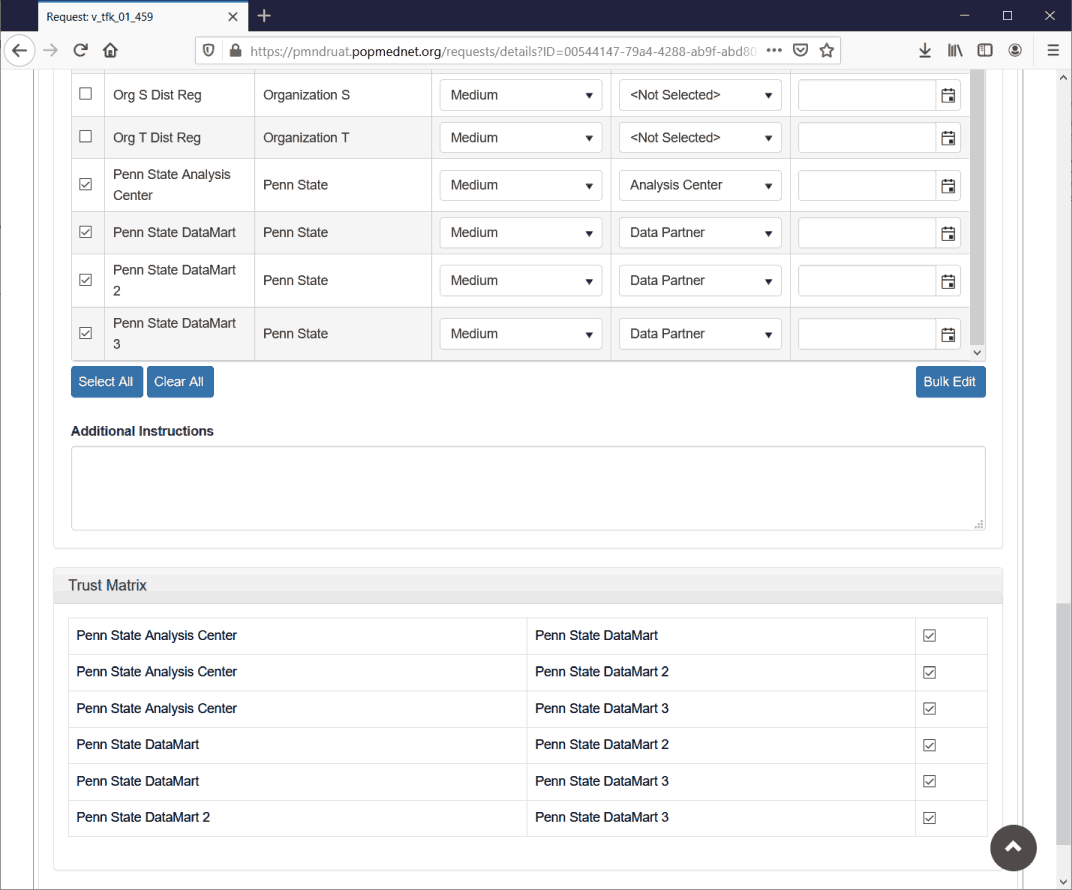 Request: v_tfk_01_459
https://pmndruat.popmednet.org/requests/details?ID=00544147-79a4-4288-ab9f-abd80
Org S Dist Reg Organization S Medium <Not Selected>
Org T Dist Reg Organization T Medium <Not Selected>
Penn State Analysis
Center Penn State Medium Analysis Center
Penn State DataMart Penn State Medium Data Partner
Penn State DataMart
2 Penn State Medium Data Partner
Penn State DataMart
3 Penn State Medium Data Partner
Select All Clear All Bulk Edit
Additional Instructions
Trust Matrix
Penn State Analysis Center Penn State DataMart
Penn State Analysis Center Penn State DataMart 2
Penn State Analysis Center Penn State DataMart 3
Penn State DataMart Penn State DataMart 2
Penn State DataMart Penn State DataMart 3
Penn State DataMart 2 Penn State DataMart 3